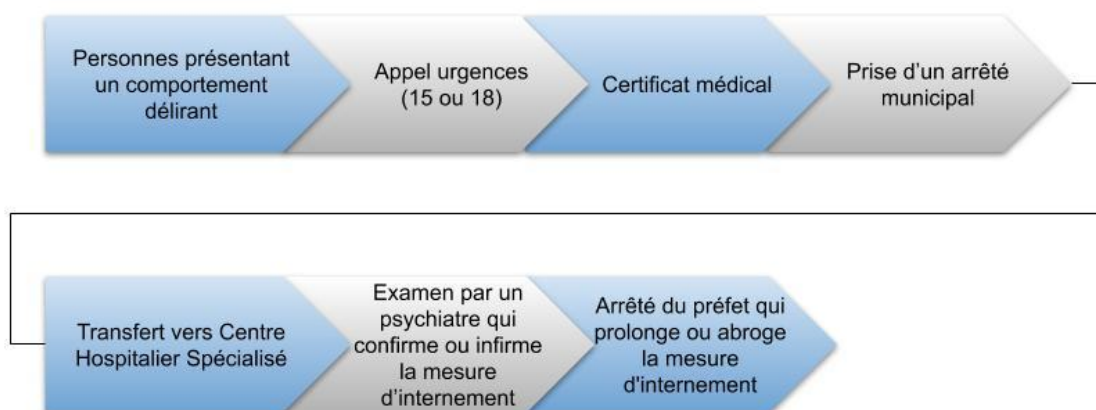 Personnes présentant
un comportement
délirant
Appel urgences
(15 ou 18)
Certificat médical
Prise d’un arrêté
municipal
Transfert vers Centre
Hospitalier Spécialisé
Examen par un
psychiatre qui
confirme ou infirme
la mesure
d’internement
Arrêté du préfet qui
prolonge ou abroge
la mesure
d'internement